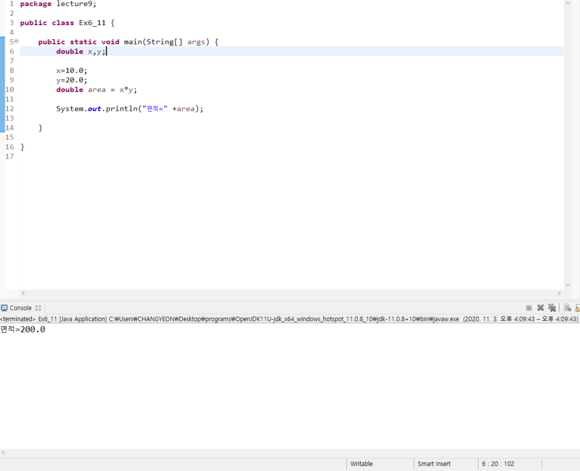 1 package lecture9;
2
3 public class Ex6_11 {
4
5 public static void main(String[] args) {
6 double x,y;
7
8 x=10.0;
9 y=20.0;
10 double area = x*y;
11
12 System.out.println("면적=" +area);
13
14 }
15
16 }
17
Console
<terminated> Ex6_11 [Java Application] C:₩Users₩CHANGYEON₩Desktop₩programs₩OpenJDK11U-jdk_x64_windows_hotspot_11.0.8_10₩jdk-11.0.8+10₩bin₩javaw.exe (2020. 11. 3. 오후 4:09:43 – 오후 4:09:43)
면적=200.0
Writable Smart Insert 6 : 20 : 102